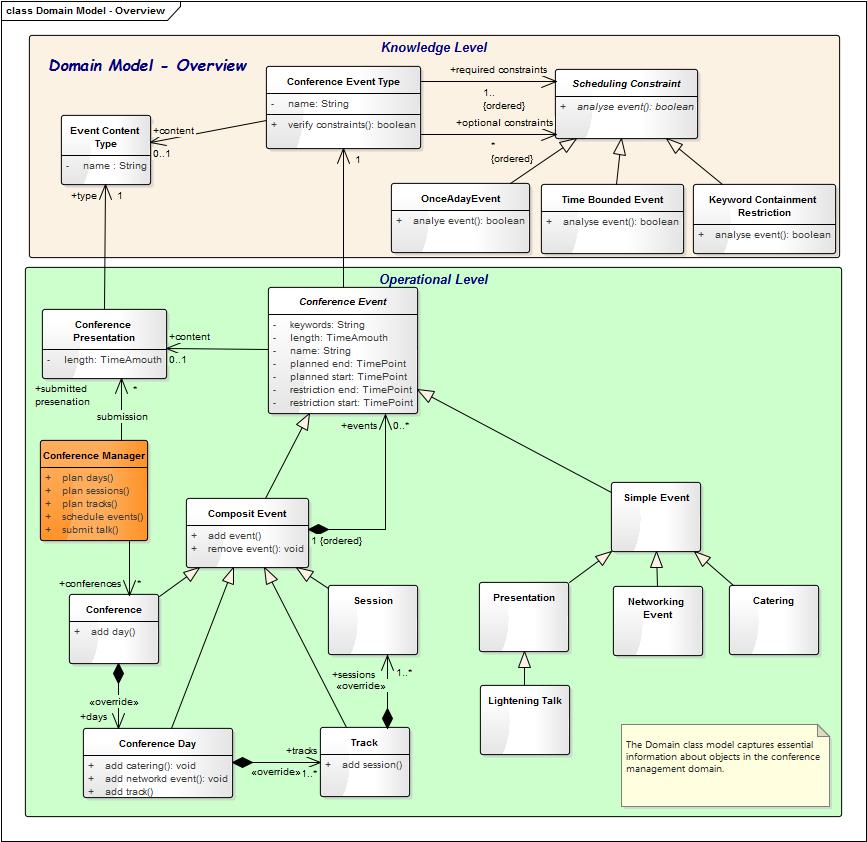 class Domain Model - Overview
Knowledge Level
Domain Model - Overview
Conference Event Type
- name: String
+ verify constraints(): boolean
+required constraints
1..
{ordered}
+optional constraints
*
{ordered}
Scheduling Constraint
+ analyse event(): boolean
Event Content
Type
- name : String
+content
0..1
+type 1
1
OnceAdayEvent
+ analye event(): boolean
Time Bounded Event
+ analyse event(): boolean
Keyword Containment
Restriction
+ analyse event(): boolean
Operational Level
Conference Event
- keywords: String
- length: TimeAmouth
- name: String
- planned end: TimePoint
- planned start: TimePoint
- restriction end: TimePoint
- restriction start: TimePoint
Conference
Presentation
- length: TimeAmouth
+content
0..1
+submitted
presenation
*
submission
+events 0..*
Conference Manager
+ plan days()
+ plan sessions()
+ plan tracks()
+ schedule events()
+ submit talk()
Composit Event
+ add event()
+ remove event(): void
1 {ordered}
Simple Event
+conferences *
Conference
+ add day()
Session
Presentation
Networking
Event
Catering
+sessions 1..*
«override»
«override»
+days
Lightening Talk
Conference Day
+ add catering(): void
+ add networkd event(): void
+ add track()
+tracks
«override» 1..*
Track
+ add session()
The Domain class model captures essential
information about objects in the conference
management domain.